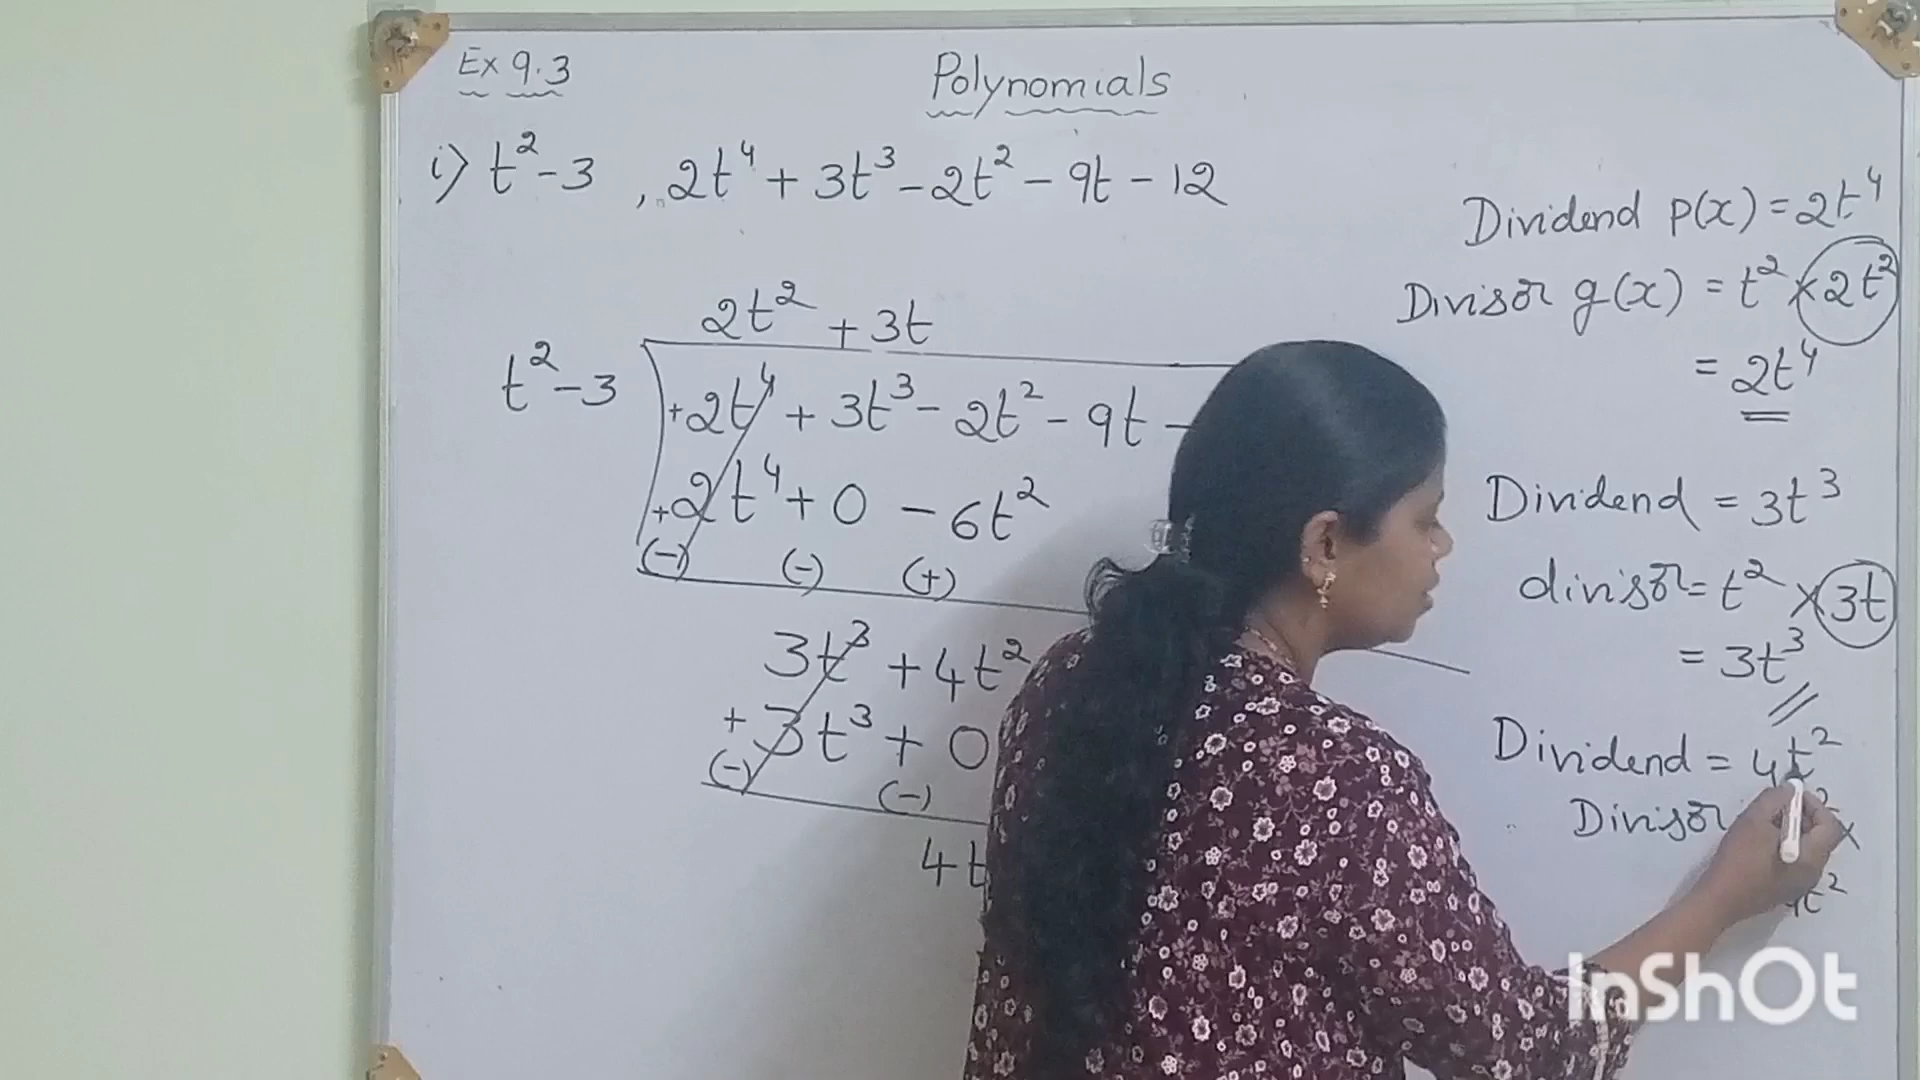 Ex 9.3
Polynomials
i) t² - 3 , 2t⁴ + 3t³ - 2t² - 9t - 12
2t² + 3t
t² - 3
+2t⁴ + 3t³ - 2t² - 9t -
+2t⁴ + 0 - 6t²
(-) (-) (+)
3t³ + 4t²
+ 3t³ + 0
(-) (-)
4t
Dividend p(x) = 2t⁴
Divisor g(x) = t² × 2t²
= 2t⁴
Dividend = 3t³
divisor = t² × 3t
= 3t³
Dividend = 4t²
Divisor ×
4t²
InShOt